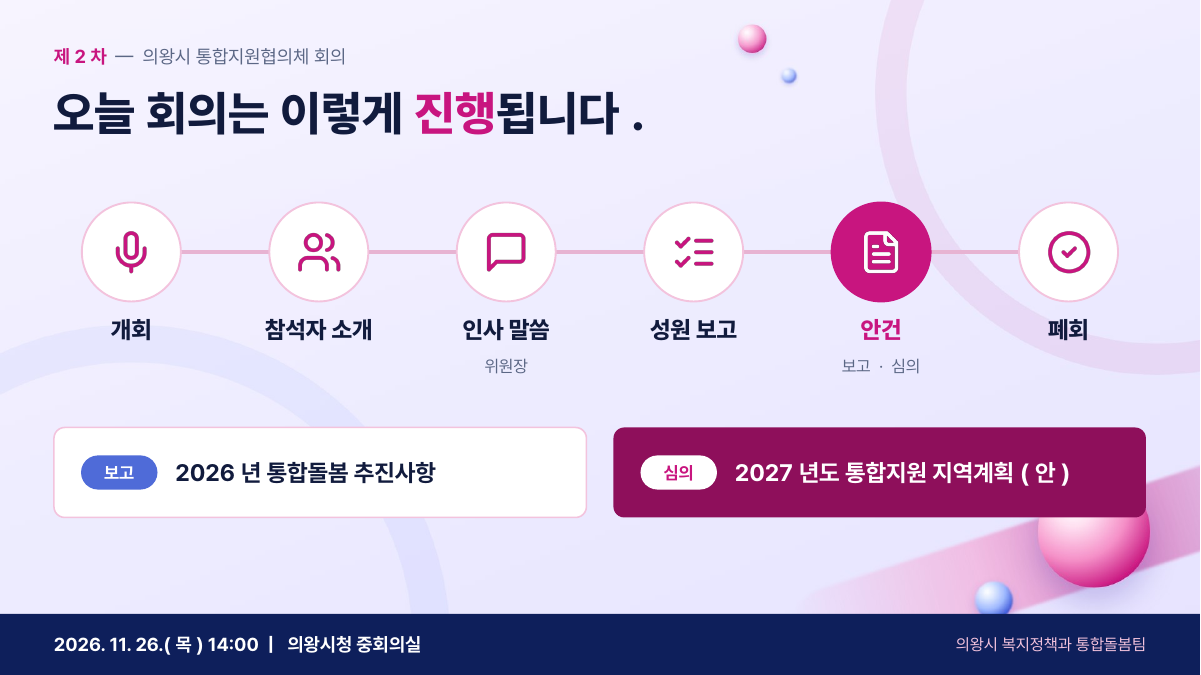 제 2 차 — 의왕시 통합지원협의체 회의
오늘 회의는 이렇게 진행됩니다 .
개회
참석자 소개
인사 말씀
위원장
성원 보고
안건
보고 · 심의
폐회
보고 2026 년 통합돌봄 추진사항
심의 2027 년도 통합지원 지역계획 ( 안 )
2026. 11. 26.( 목 ) 14:00 | 의왕시청 중회의실
의왕시 복지정책과 통합돌봄팀